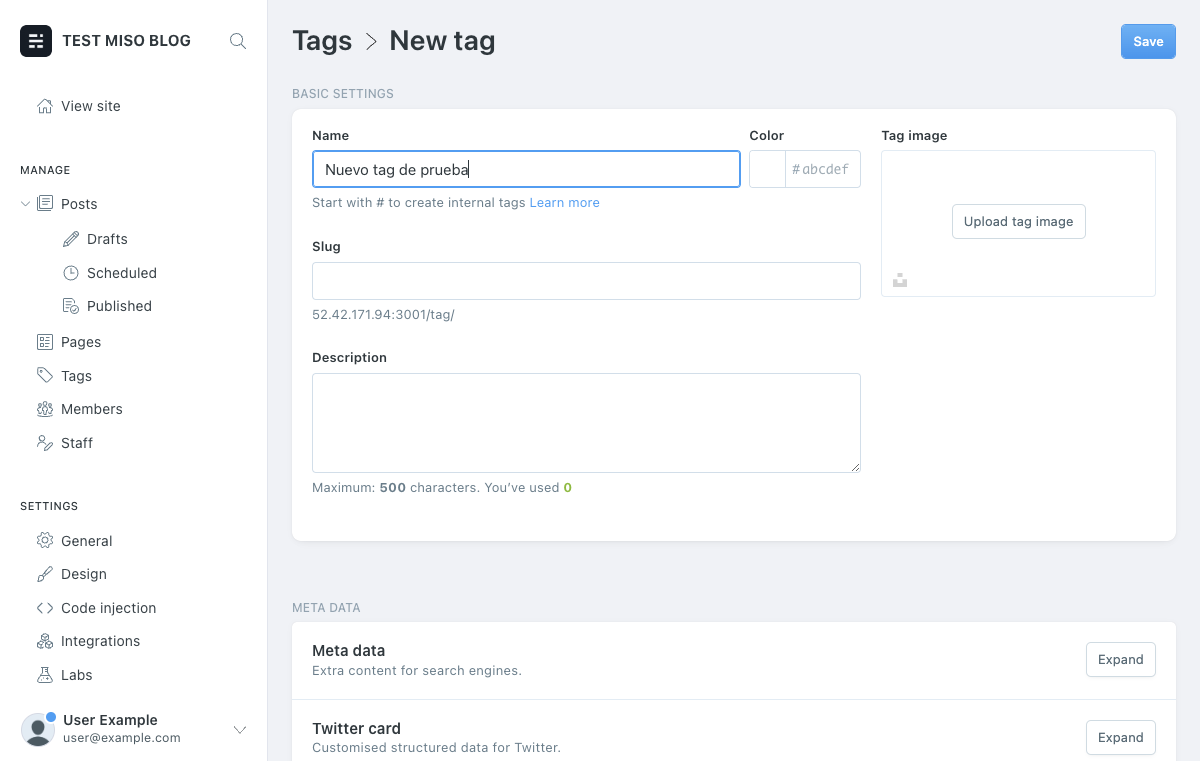 TEST MISO BLOG
View site
MANAGE
Posts
Drafts
Scheduled
Published
Pages
Tags
Members
Staff
SETTINGS
General
Design
Code injection
Integrations
Labs
User Example
user@example.com
Tags > New tag
Save
BASIC SETTINGS
Name
Nuevo tag de prueba
Start with # to create internal tags Learn more
Color
#abcdef
Tag image
Upload tag image
Slug
52.42.171.94:3001/tag/
Description
Maximum: 500 characters. You’ve used 0
META DATA
Meta data
Extra content for search engines.
Expand
Twitter card
Customised structured data for Twitter.
Expand